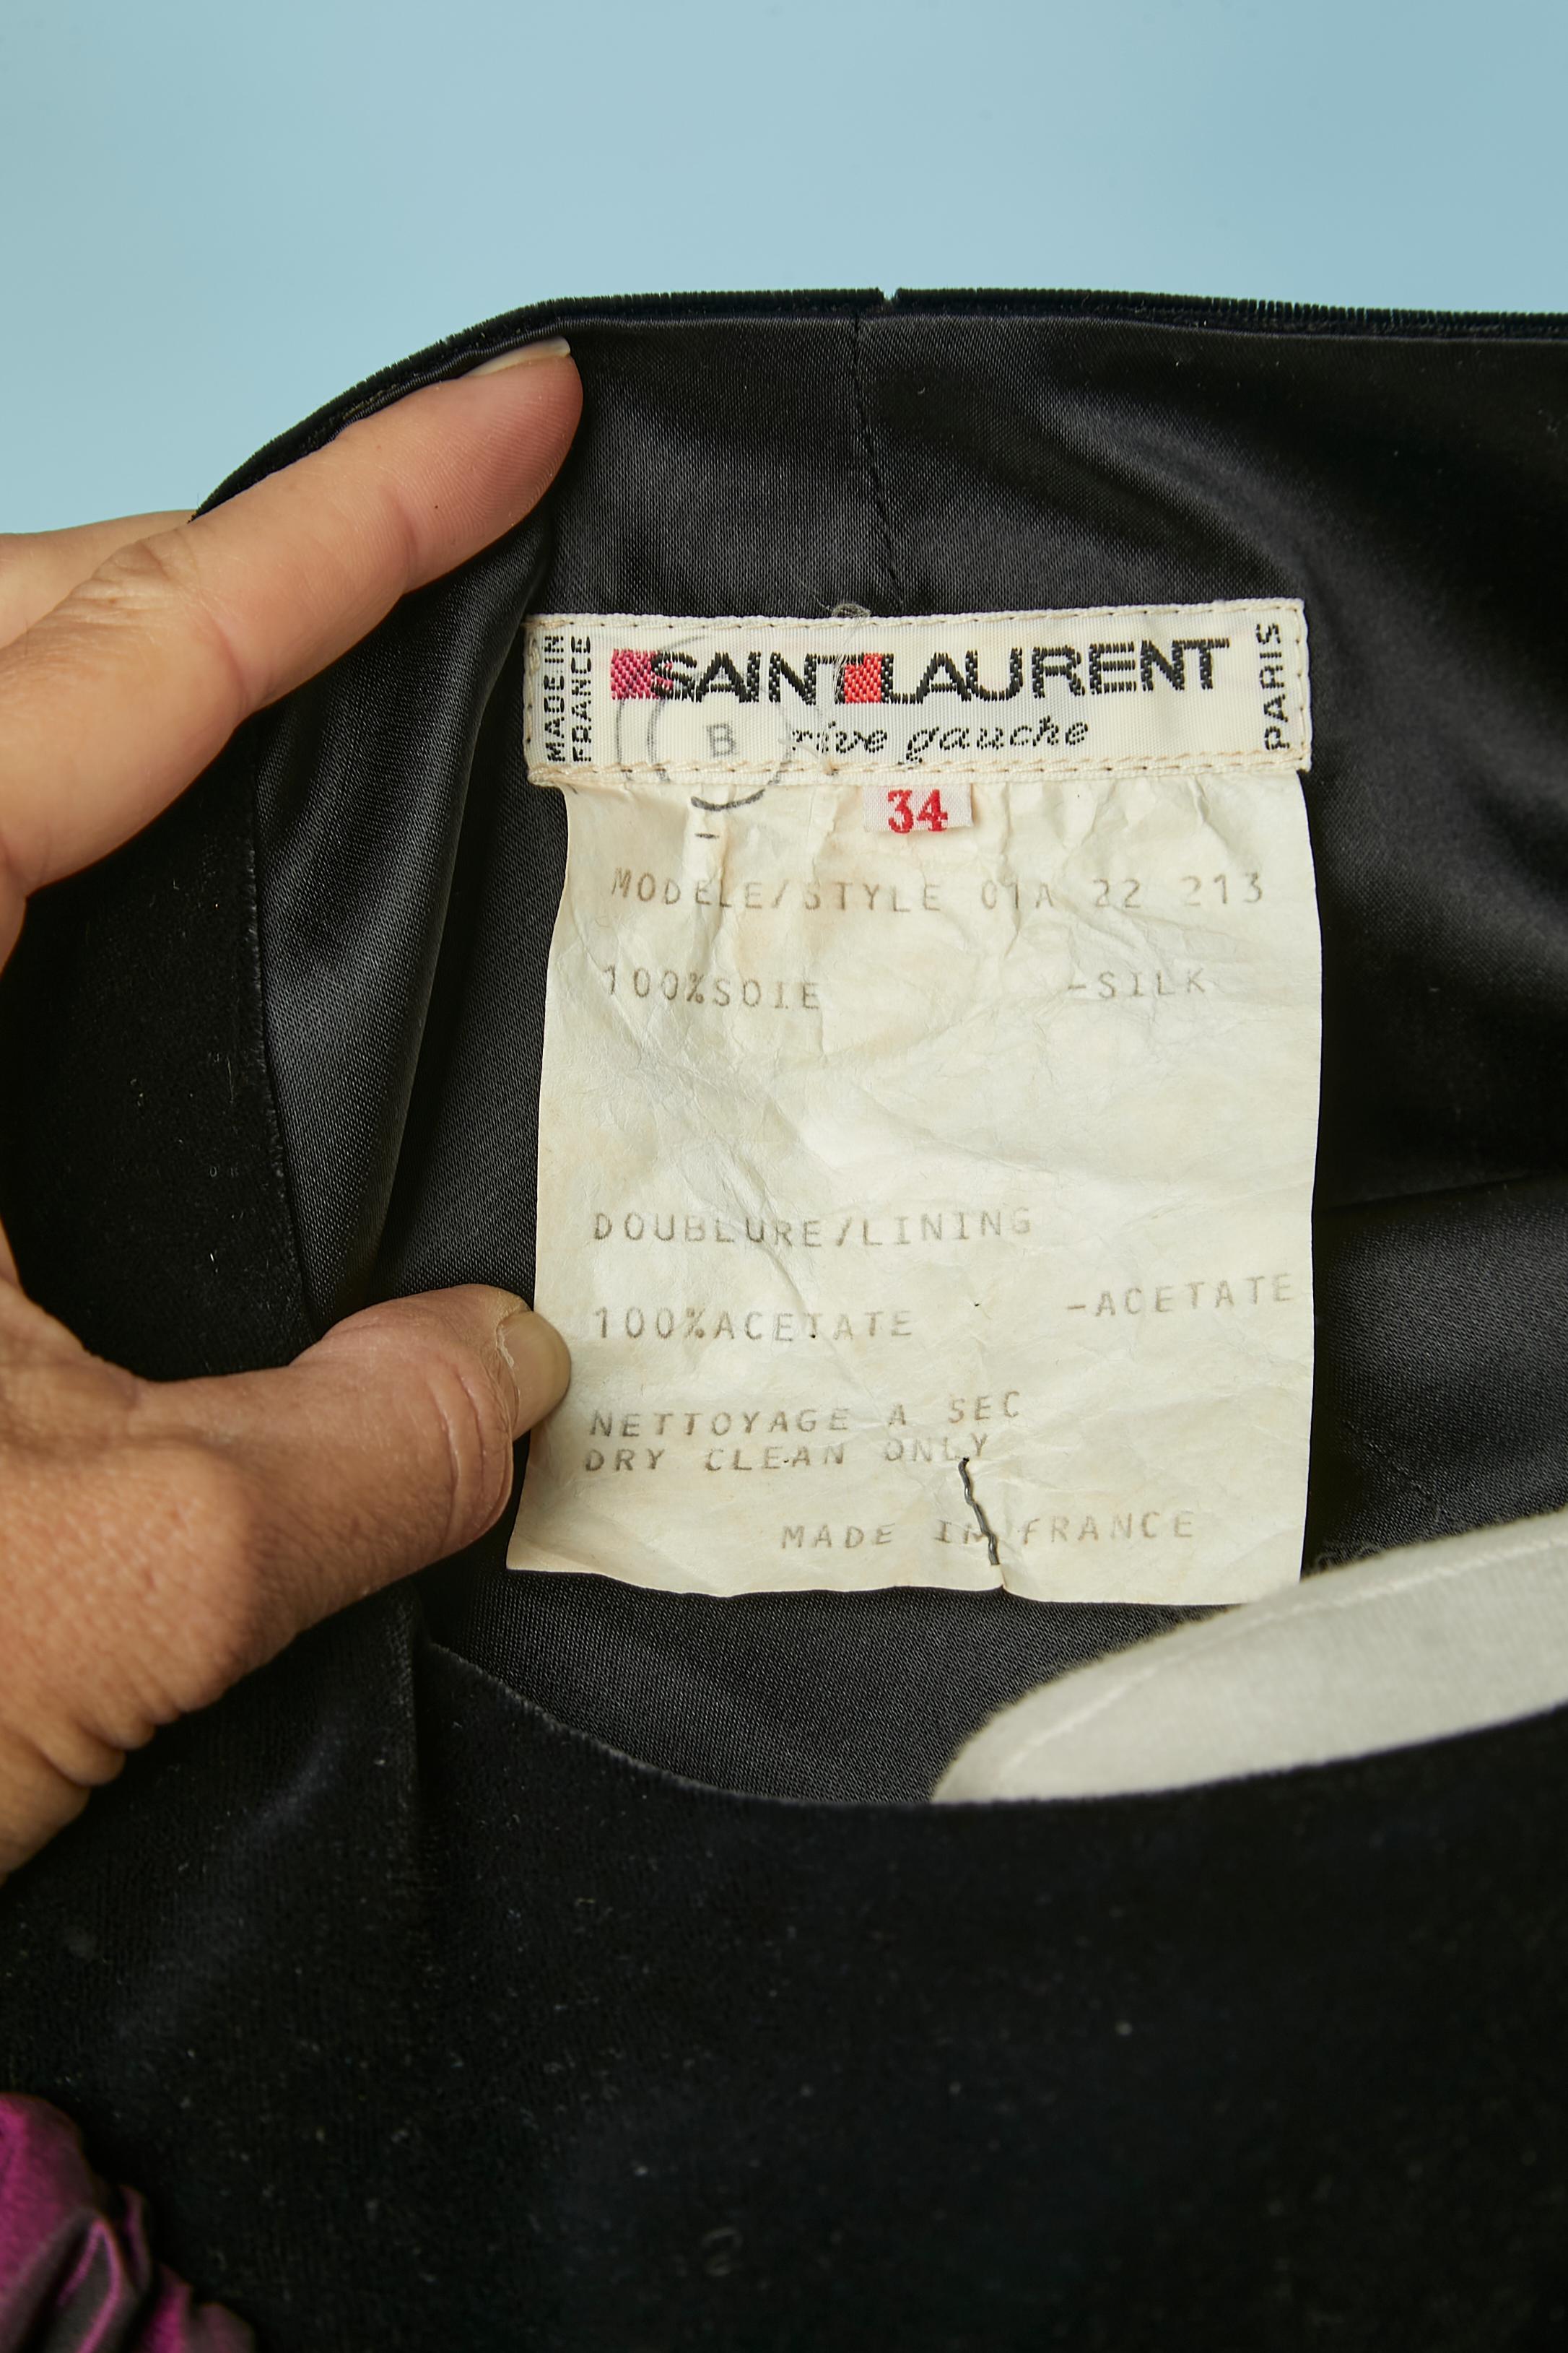 MADE IN
FRANCE
SAINT LAURENT
rive gauche
PARIS
B
34
MODELE/STYLE 01A 22 213
100%SOIE -SILK
DOUBLURE/LINING
100%ACETATE -ACETATE
NETTOYAGE A SEC
DRY CLEAN ONLY
MADE IN FRANCE